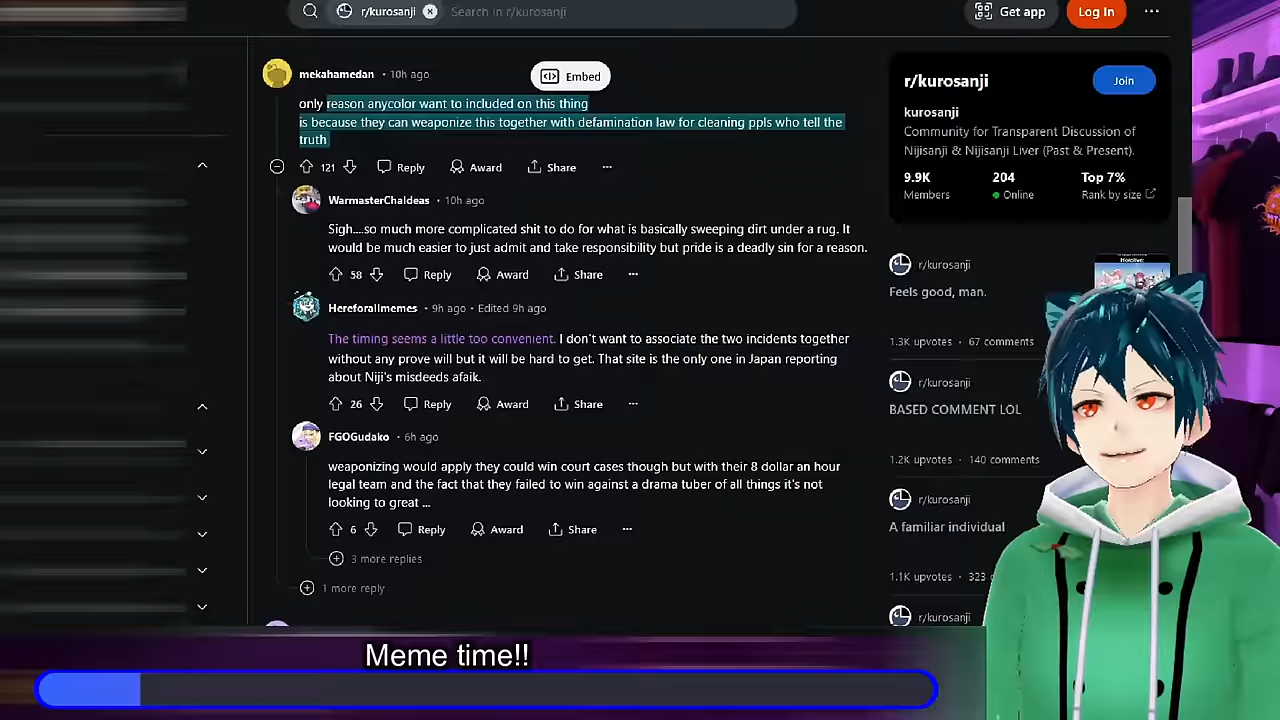 r/kurosanji
Search in r/kurosanji
Get app
Log In
mekahamedan • 10h ago
Embed
only reason anycolor want to included on this thing
is because they can weaponize this together with defamination law for cleaning ppls who tell the
truth
121 Reply Award Share
WarmasterChaldeas • 10h ago
Sigh....so much more complicated shit to do for what is basically sweeping dirt under a rug. It
would be much easier to just admit and take responsibility but pride is a deadly sin for a reason.
58 Reply Award Share
Hereforallmemes • 9h ago • Edited 9h ago
The timing seems a little too convenient. I don't want to associate the two incidents together
without any prove will but it will be hard to get. That site is the only one in Japan reporting
about Niji's misdeeds afaik.
26 Reply Award Share
FGOGudako • 6h ago
weaponizing would apply they could win court cases though but with their 8 dollar an hour
legal team and the fact that they failed to win against a drama tuber of all things it's not
looking to great ...
6 Reply Award Share
3 more replies
1 more reply
r/kurosanji
Join
kurosanji
Community for Transparent Discussion of
Nijisanji & Nijisanji Liver (Past & Present).
9.9K 204 Top 7%
Members Online Rank by size
r/kurosanji
Feels good, man.
1.3K upvotes · 67 comments
r/kurosanji
BASED COMMENT LOL
1.2K upvotes · 140 comments
r/kurosanji
A familiar individual
1.1K upvotes · 323
r/kurosanji
Meme time!!